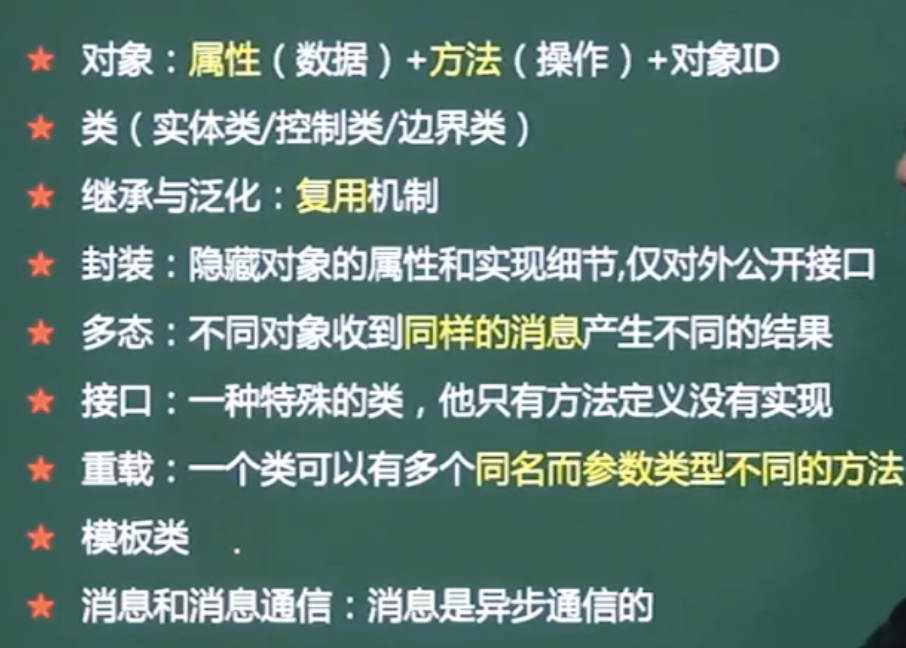 ★ 对象：属性（数据）+方法（操作）+对象ID
★ 类（实体类/控制类/边界类）
★ 继承与泛化：复用机制
★ 封装：隐藏对象的属性和实现细节,仅对外公开接口
★ 多态：不同对象收到同样的消息产生不同的结果
★ 接口：一种特殊的类，他只有方法定义没有实现
★ 重载：一个类可以有多个同名而参数类型不同的方法
★ 模板类 .
★ 消息和消息通信：消息是异步通信的